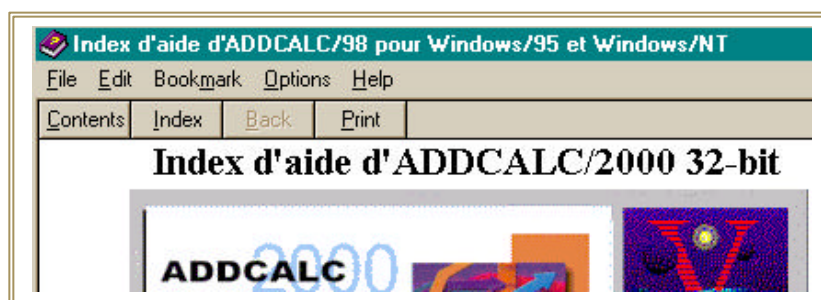 Index d'aide d'ADDCALC/98 pour Windows/95 et Windows/NT
File Edit Bookmark Options Help
Contents Index Back Print
Index d'aide d'ADDCALC/2000 32-bit
2000
ADDCALC
V